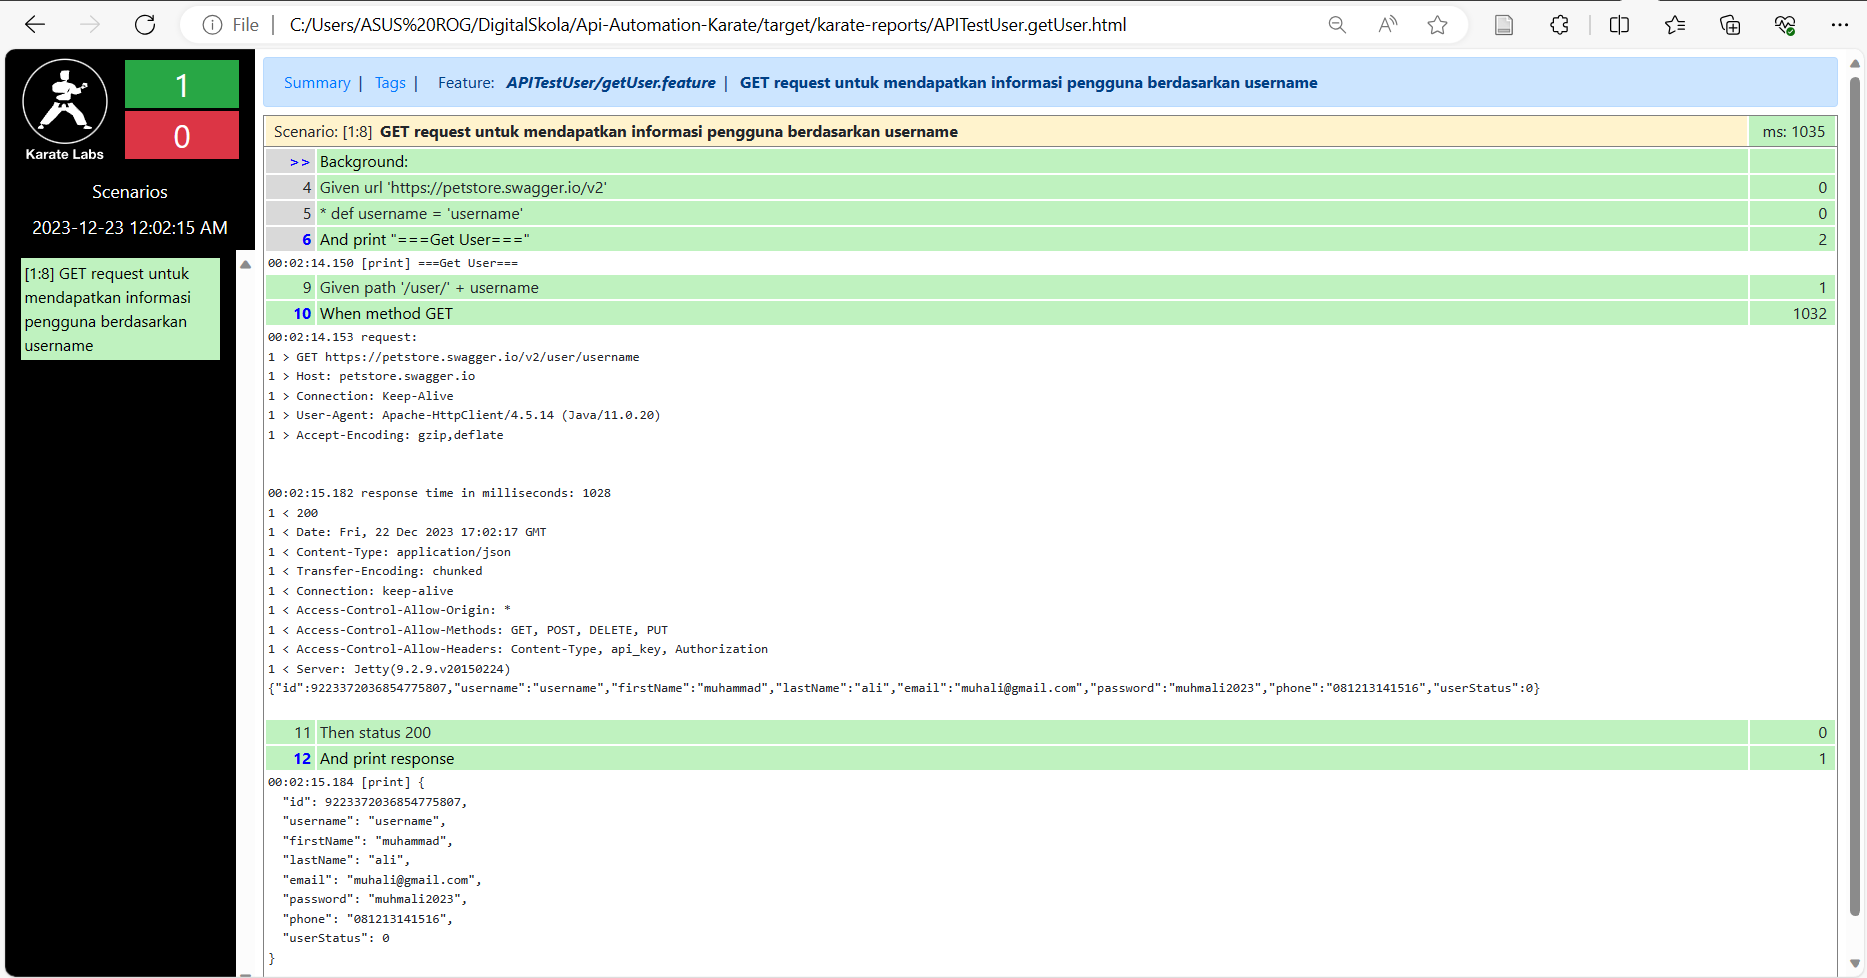 File | C:/Users/ASUS%20ROG/DigitalSkola/Api-Automation-Karate/target/karate-reports/APITestUser.getUser.html
Karate Labs
1
0
Scenarios
2023-12-23 12:02:15 AM
[1:8] GET request untuk
mendapatkan informasi
pengguna berdasarkan
username
Summary | Tags | Feature: APITestUser/getUser.feature | GET request untuk mendapatkan informasi pengguna berdasarkan username
Scenario: [1:8] GET request untuk mendapatkan informasi pengguna berdasarkan username ms: 1035
>> Background:
4 Given url 'https://petstore.swagger.io/v2' 0
5 * def username = 'username' 0
6 And print "===Get User===" 2
00:02:14.150 [print] ===Get User===
9 Given path '/user/' + username 1
10 When method GET 1032
00:02:14.153 request:
1 > GET https://petstore.swagger.io/v2/user/username
1 > Host: petstore.swagger.io
1 > Connection: Keep-Alive
1 > User-Agent: Apache-HttpClient/4.5.14 (Java/11.0.20)
1 > Accept-Encoding: gzip,deflate
00:02:15.182 response time in milliseconds: 1028
1 < 200
1 < Date: Fri, 22 Dec 2023 17:02:17 GMT
1 < Content-Type: application/json
1 < Transfer-Encoding: chunked
1 < Connection: keep-alive
1 < Access-Control-Allow-Origin: *
1 < Access-Control-Allow-Methods: GET, POST, DELETE, PUT
1 < Access-Control-Allow-Headers: Content-Type, api_key, Authorization
1 < Server: Jetty(9.2.9.v20150224)
{"id":9223372036854775807,"username":"username","firstName":"muhammad","lastName":"ali","email":"muhali@gmail.com","password":"muhmali2023","phone":"081213141516","userStatus":0}
11 Then status 200 0
12 And print response 1
00:02:15.184 [print] {
"id": 9223372036854775807,
"username": "username",
"firstName": "muhammad",
"lastName": "ali",
"email": "muhali@gmail.com",
"password": "muhmali2023",
"phone": "081213141516",
"userStatus": 0
}